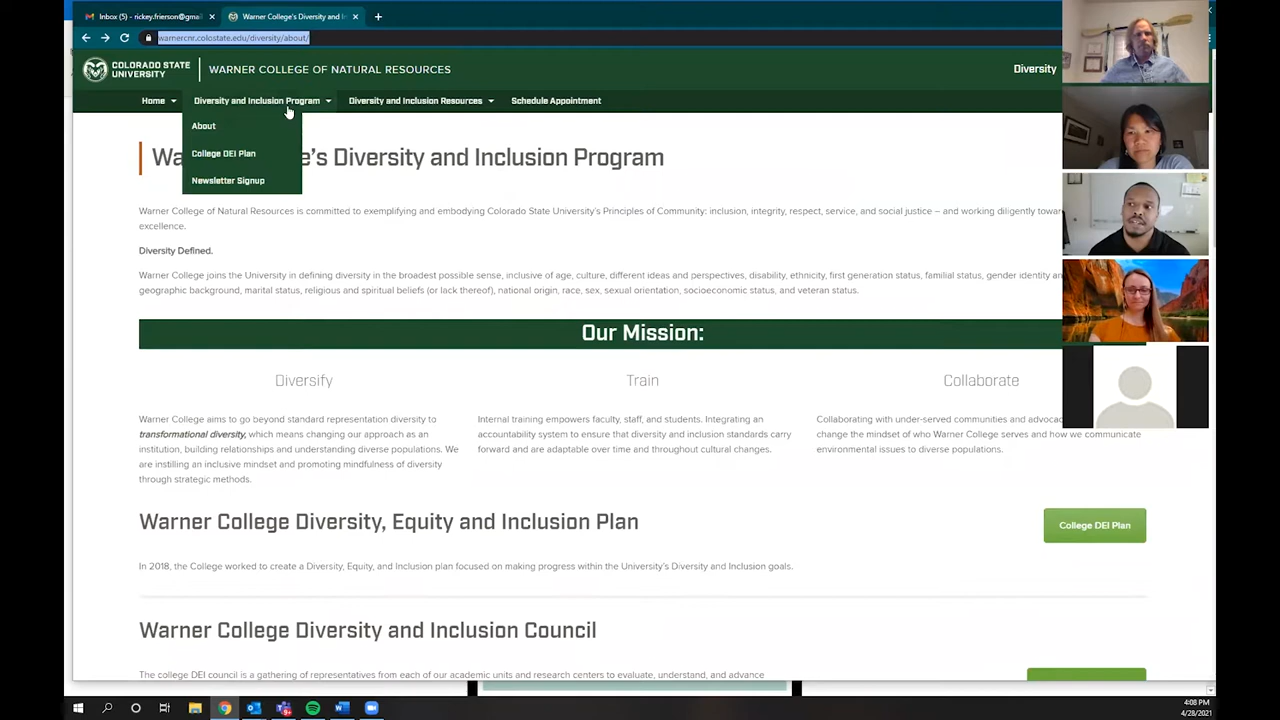 Inbox (5) - rickey.frierson@gmai
Warner College's Diversity and In
warnercnr.colostate.edu/diversity/about/
COLORADO STATE UNIVERSITY
WARNER COLLEGE OF NATURAL RESOURCES
Diversity
Home
Diversity and Inclusion Program
Diversity and Inclusion Resources
Schedule Appointment
About
College DEI Plan
Newsletter Signup
Wa e's Diversity and Inclusion Program
Warner College of Natural Resources is committed to exemplifying and embodying Colorado State University's Principles of Community: inclusion, integrity, respect, service, and social justice – and working diligently towar
excellence.
Diversity Defined.
Warner College joins the University in defining diversity in the broadest possible sense, inclusive of age, culture, different ideas and perspectives, disability, ethnicity, first generation status, familial status, gender identity an
geographic background, marital status, religious and spiritual beliefs (or lack thereof), national origin, race, sex, sexual orientation, socioeconomic status, and veteran status.
Our Mission:
Diversify
Warner College aims to go beyond standard representation diversity to
transformational diversity, which means changing our approach as an
institution, building relationships and understanding diverse populations. We
are instilling an inclusive mindset and promoting mindfulness of diversity
through strategic methods.
Train
Internal training empowers faculty, staff, and students. Integrating an
accountability system to ensure that diversity and inclusion standards carry
forward and are adaptable over time and throughout cultural changes.
Collaborate
Collaborating with under-served communities and advoca
change the mindset of who Warner College serves and how we communicate
environmental issues to diverse populations.
Warner College Diversity, Equity and Inclusion Plan
College DEI Plan
In 2018, the College worked to create a Diversity, Equity, and Inclusion plan focused on making progress within the University's Diversity and Inclusion goals.
Warner College Diversity and Inclusion Council
The college DEI council is a gathering of representatives from each of our academic units and research centers to evaluate, understand, and advance
4:08 PM
4/28/2021